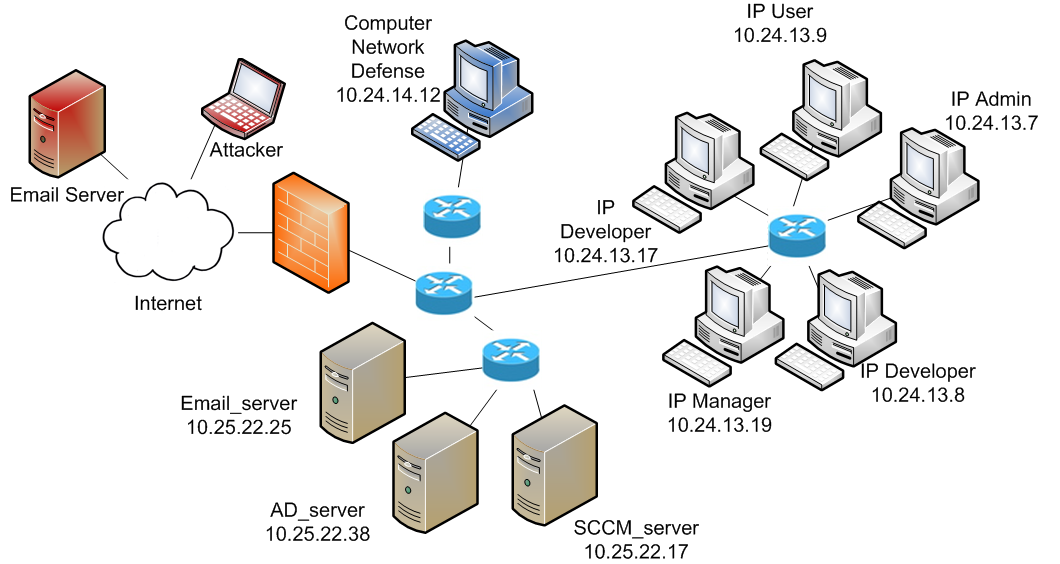 Computer
Network
Defense
10.24.14.12
IP User
10.24.13.9
IP Admin
10.24.13.7
Attacker
Email Server
Internet
IP
Developer
10.24.13.17
IP Manager
10.24.13.19
IP Developer
10.24.13.8
Email_server
10.25.22.25
AD_server
10.25.22.38
SCCM_server
10.25.22.17